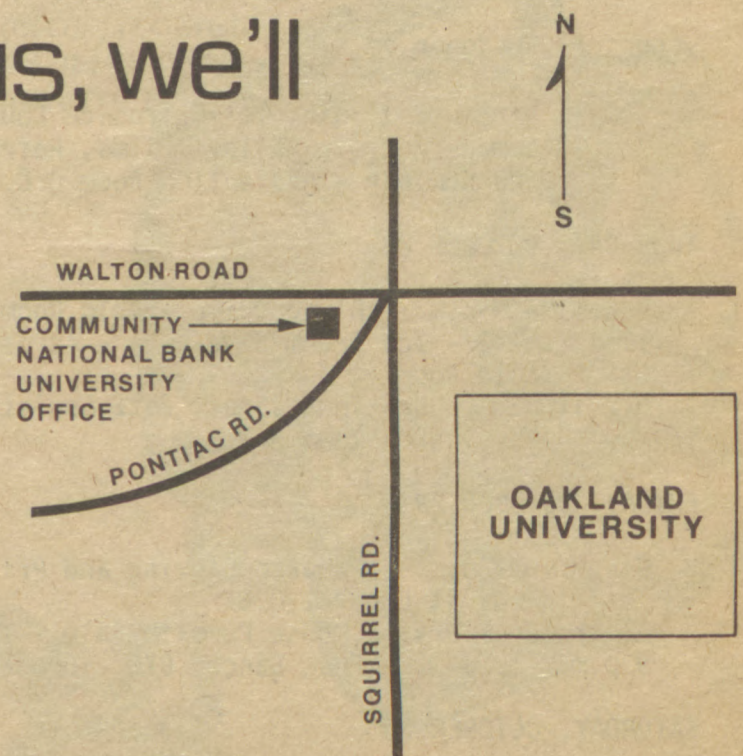 us, we'll
N
S
WALTON ROAD
COMMUNITY
NATIONAL BANK
UNIVERSITY
OFFICE
PONTIAC RD.
OAKLAND
UNIVERSITY
SQUIRREL RD.